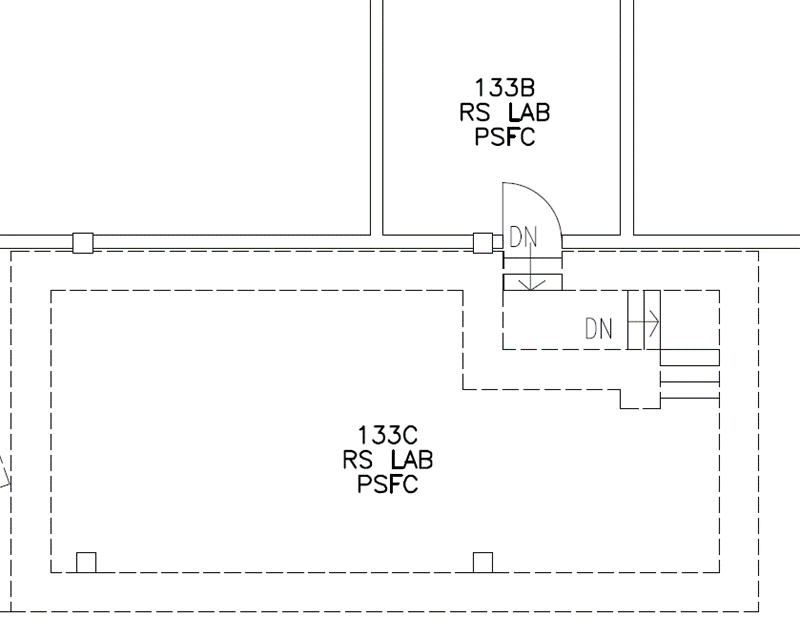 133B
RS LAB
PSFC
DN
DN
133C
RS LAB
PSFC